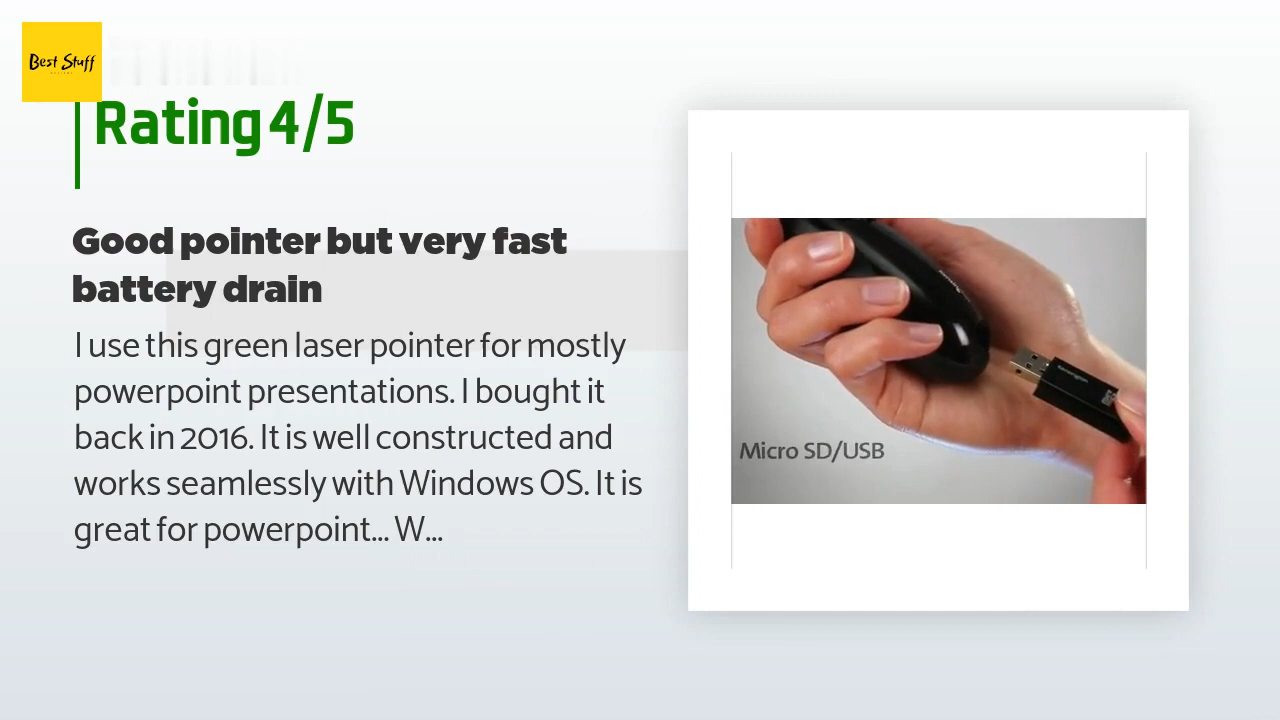 Best Stuff
Rating 4/5
Good pointer but very fast
battery drain
I use this green laser pointer for mostly
powerpoint presentations. I bought it
back in 2016. It is well constructed and
works seamlessly with Windows OS. It is
great for powerpoint... W...
Kensington
Micro SD/USB